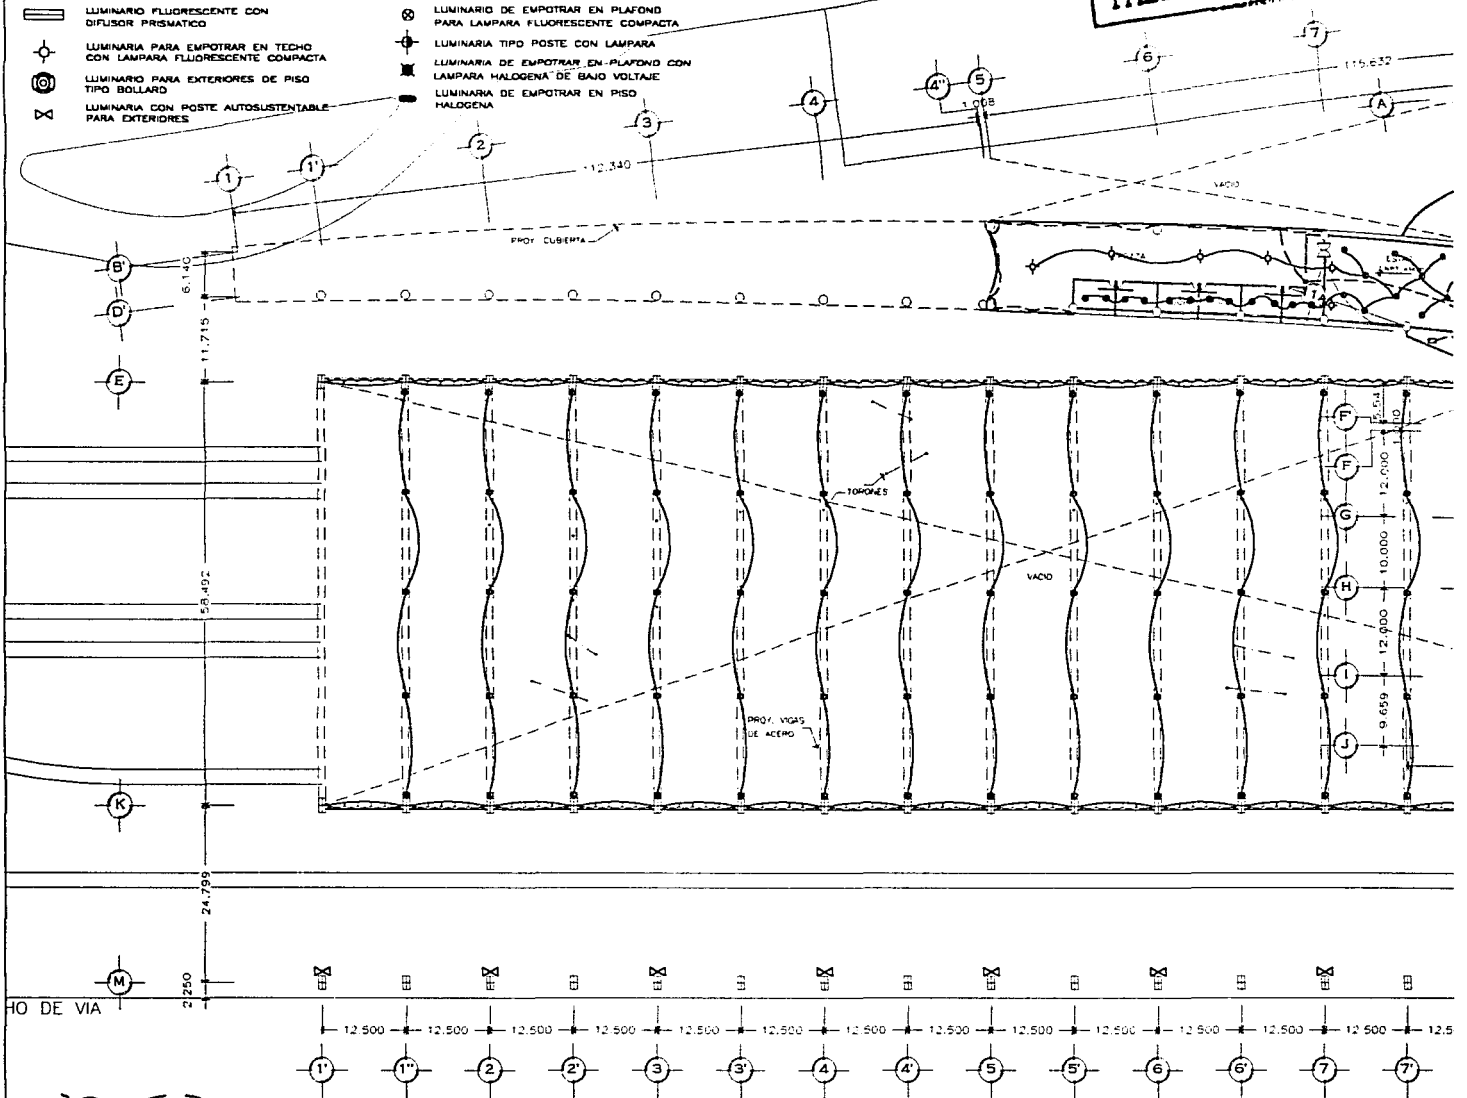 LUMINARIO FLUORESCENTE CON
DIFUSOR PRISMATICO
LUMINARIA PARA EMPOTRAR EN TECHO
CON LAMPARA FLUORESCENTE COMPACTA
LUMINARIO PARA EXTERIORES DE PISO
TIPO BOLLARD
LUMINARIA CON POSTE AUTOSUSTENTABLE
PARA EXTERIORES
LUMINARIO DE EMPOTRAR EN PLAFOND
PARA LAMPARA FLUORESCENTE COMPACTA
LUMINARIA TIPO POSTE CON LAMPARA
LUMINARIA DE EMPOTRAR EN PLAFOND CON
LAMPARA HALOGENA DE BAJO VOLTAJE
LUMINARIA DE EMPOTRAR EN PISO
HALOGENA
1
1'
2
3
4
4"
5
6
7
A
112.340
1.008
115.632
VACIO
PROY. CUBIERTA
B'
D'
E
K
M
6.140
11.715
58.492
24.799
2.250
F'
F
G
H
I
J
12.000
10.000
12.000
9.659
TORONES
VACIO
PROY. VIGAS
DE ACERO
HO DE VIA
12.500
12.500
12.500
12.500
12.500
12.500
12.500
12.500
12.500
12.500
12.500
12.500
12.500
12.5
1'
1"
2
2'
3
3'
4
4'
5
5'
6
6'
7
7'